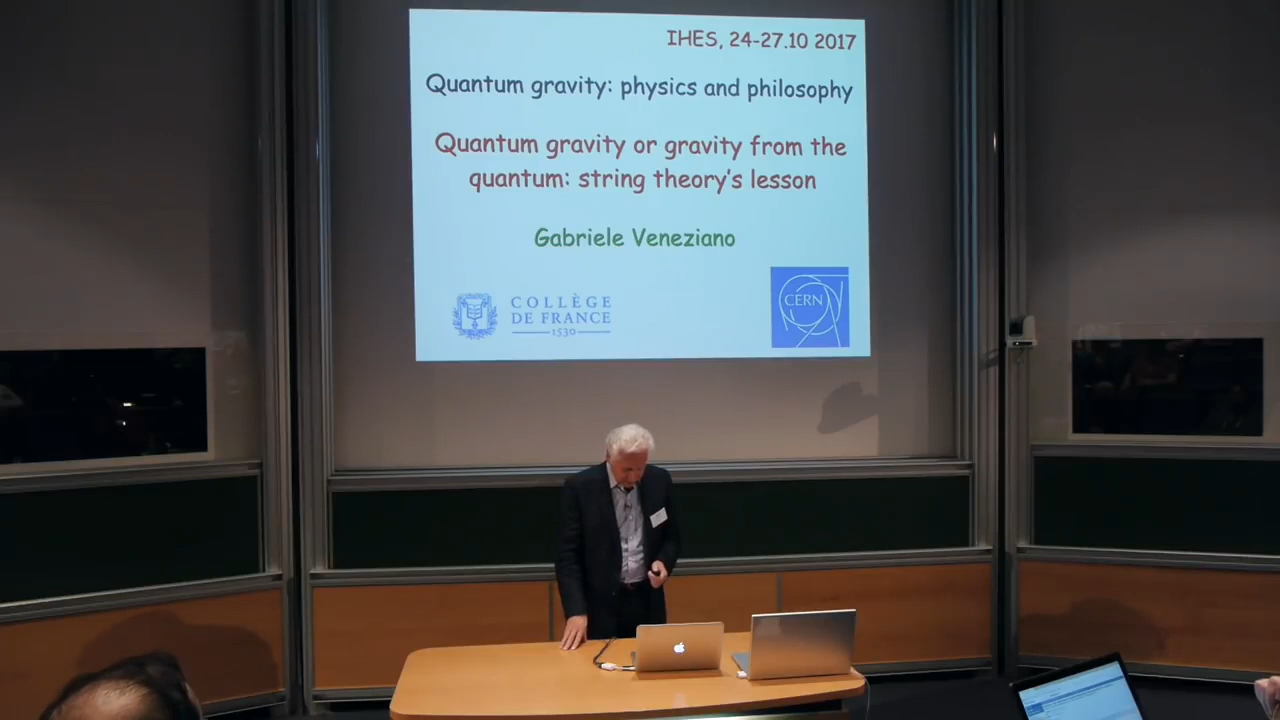 IHES, 24-27.10 2017
Quantum gravity: physics and philosophy
Quantum gravity or gravity from the
quantum: string theory's lesson
Gabriele Veneziano
COLLÈGE
DE FRANCE
1530
CERN